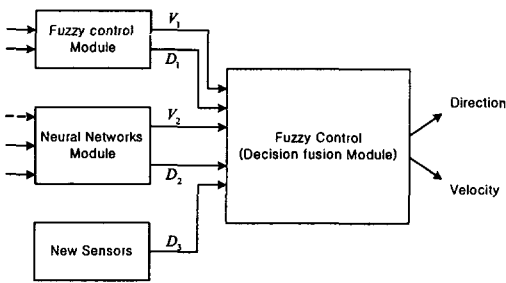 Fuzzy control
Module
V1
D1
Neural Networks
Module
V2
D2
New Sensors
D3
Fuzzy Control
(Decision fusion Module)
Direction
Velocity